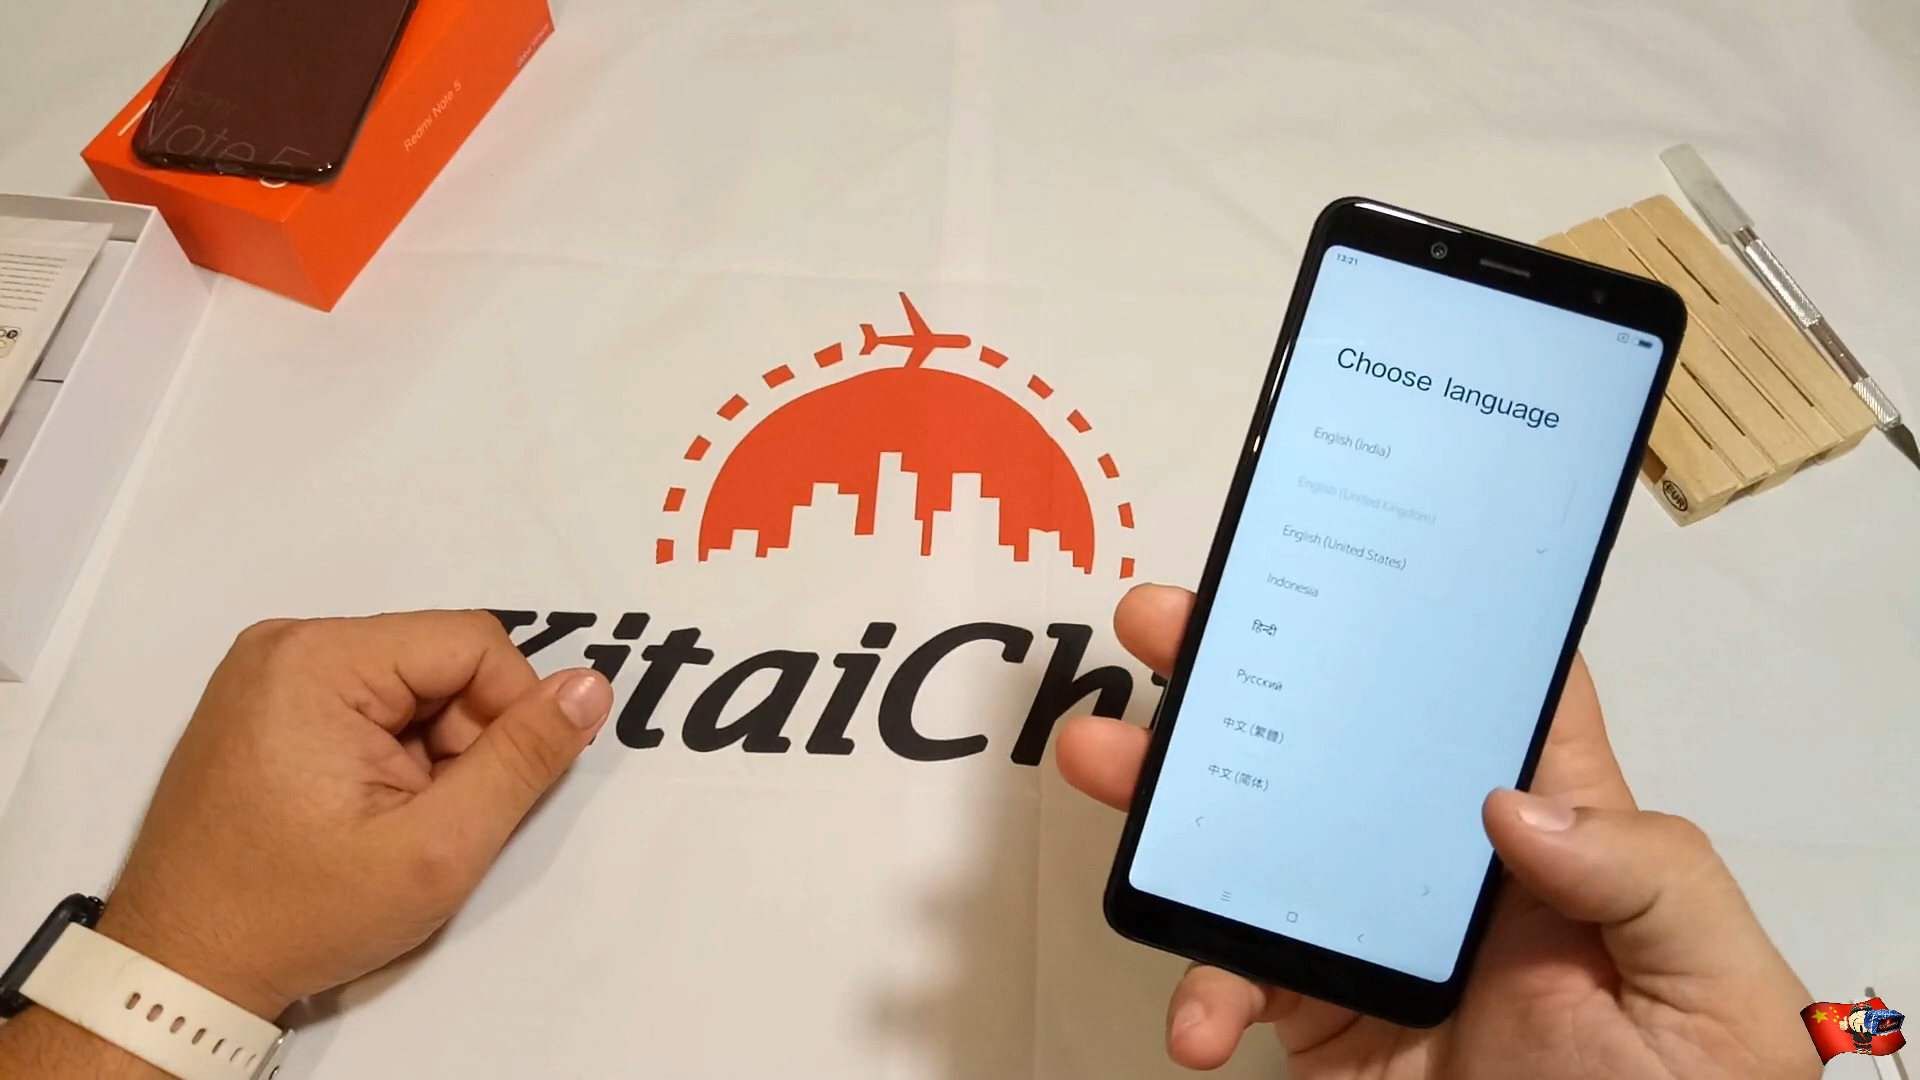 Note 5
Redmi Note 5
KitaiCh
13:21
Choose language
English (India)
English (United Kingdom)
English (United States)
Indonesia
हिन्दी
Русский
中文 (繁體)
中文 (简体)
EUR